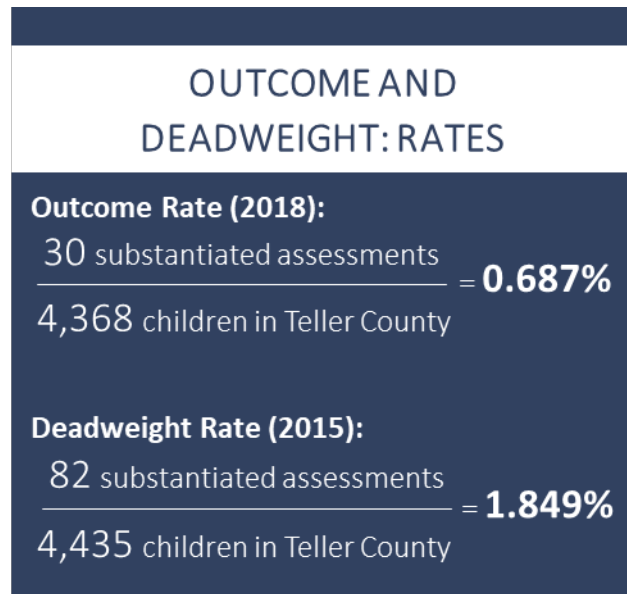 OUTCOME AND
DEADWEIGHT: RATES
Outcome Rate (2018):
30 substantiated assessments
= 0.687%
4,368 children in Teller County
Deadweight Rate (2015):
82 substantiated assessments
= 1.849%
4,435 children in Teller County